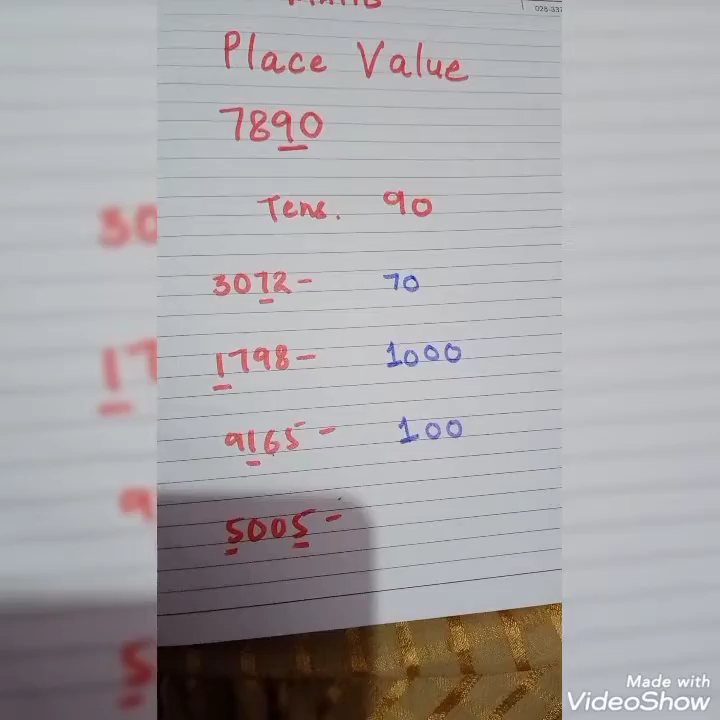 Place Value
7890
Tens. 90
3072- 70
1798- 1000
9165- 100
5005-
Made with
VideoShow